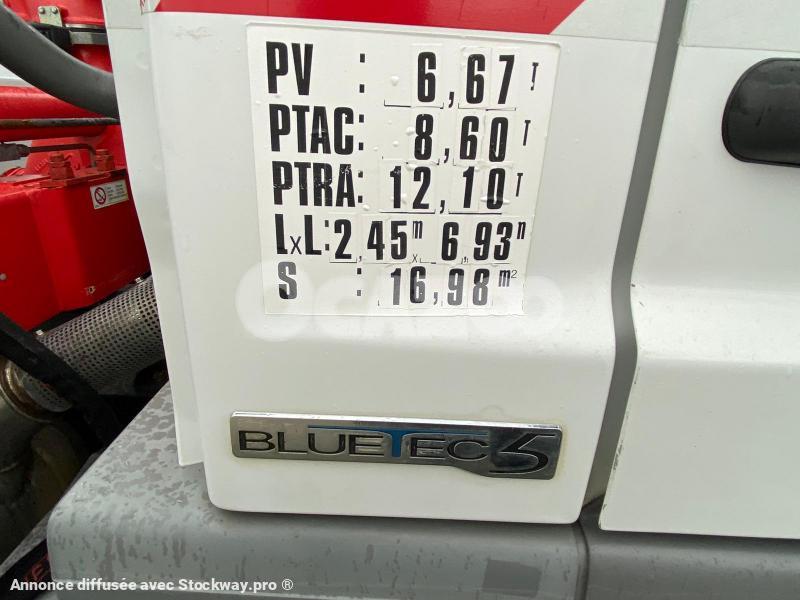 PV : 6,67 T
PTAC: 8,60 T
PTRA: 12,10 T
LxL: 2,45 m x 6,93 m
S : 16,98 m²
OCASO
BLUETEC 5
Annonce diffusée avec Stockway.pro ®